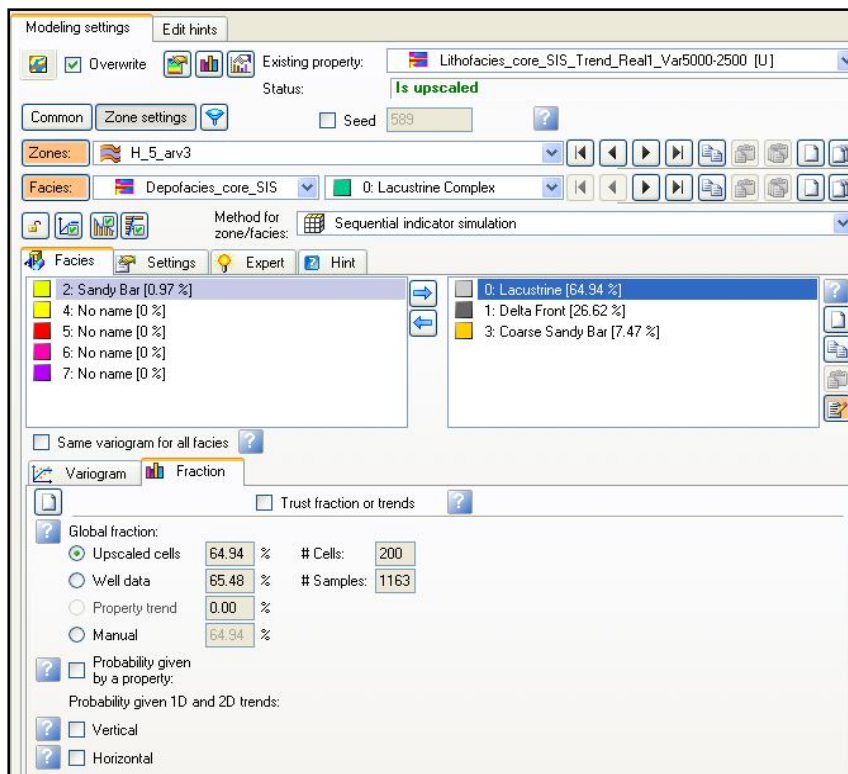 Modeling settings Edit hints
Overwrite Existing property: Lithofacies_core_SIS_Trend_Real1_Var5000-2500 [U]
Status: Is upscaled
Common Zone settings Seed 589 ?
Zones: H_5_arv3
Facies: Depofacies_core_SIS 0: Lacustrine Complex
Method for zone/facies: Sequential indicator simulation
Facies Settings Expert ? Hint
2: Sandy Bar [0.97 %] 0: Lacustrine [64.94 %] ?
4: No name [0 %] 1: Delta Front [26.62 %]
5: No name [0 %] 3: Coarse Sandy Bar [7.47 %]
6: No name [0 %]
7: No name [0 %]
Same variogram for all facies ?
Variogram Fraction
Trust fraction or trends ?
? Global fraction:
Upscaled cells 64.94 % # Cells: 200
Well data 65.48 % # Samples: 1163
Property trend 0.00 %
Manual 64.94 %
? Probability given
by a property:
Probability given 1D and 2D trends:
? Vertical
? Horizontal